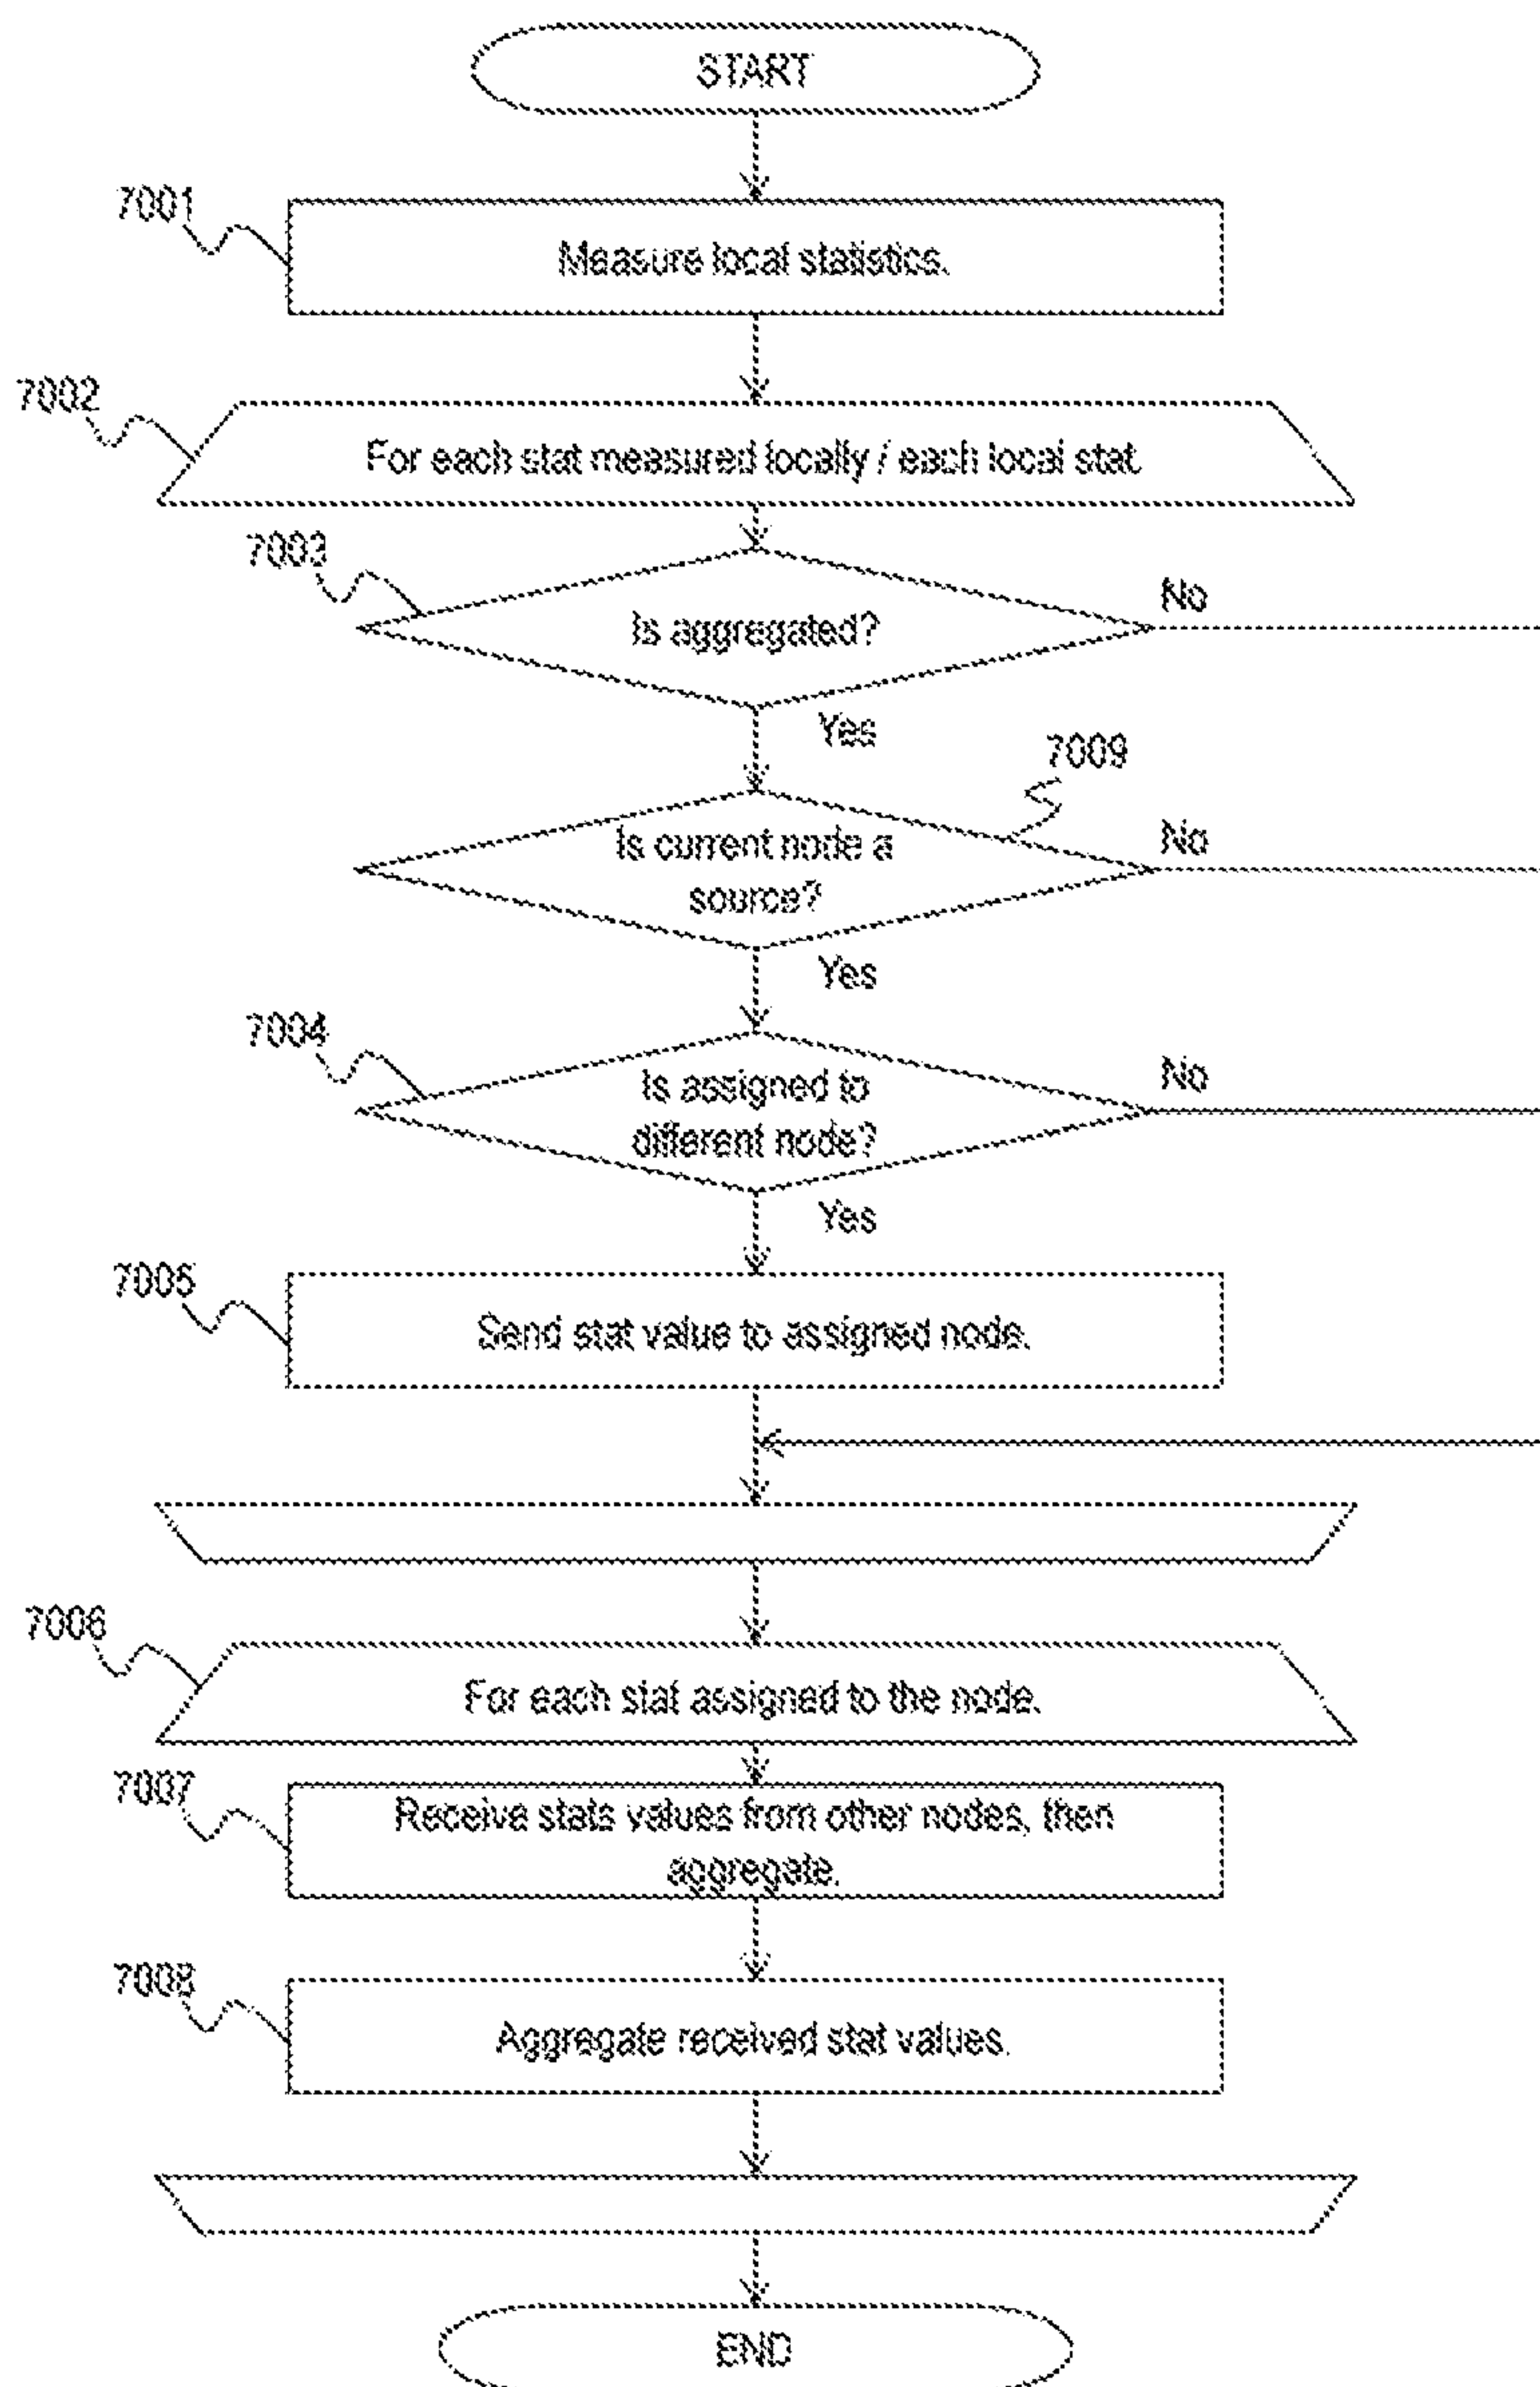 START
7001
Measure local statistics.
7002
For each stat measured locally / each local stat.
7003
Is aggregated?
No
Yes
7009
Is current node a
source?
No
Yes
7004
Is assigned to
different node?
No
Yes
7005
Send stat value to assigned node.
7006
For each stat assigned to the node.
7007
Receive stats values from other nodes, then
aggregate.
7008
Aggregate received stat values.
END